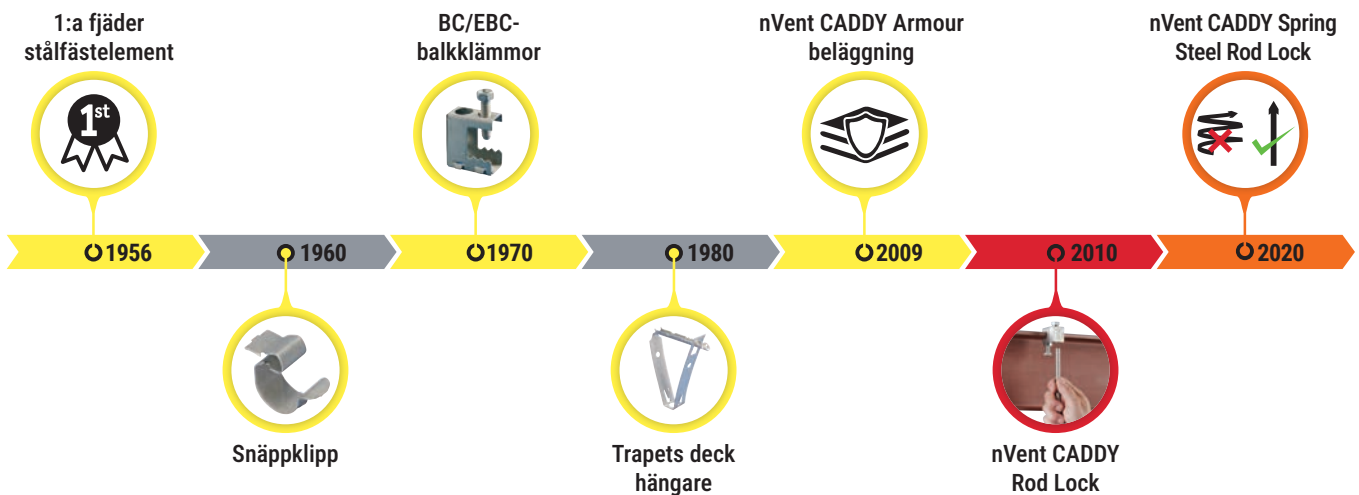 1:a fjäder
stålfästelement
BC/EBC-
balkklämmor
nVent CADDY Armour
beläggning
nVent CADDY Spring
Steel Rod Lock
1st
1956
1960
1970
1980
2009
2010
2020
Snäppklipp
Trapets deck
hängare
nVent CADDY
Rod Lock